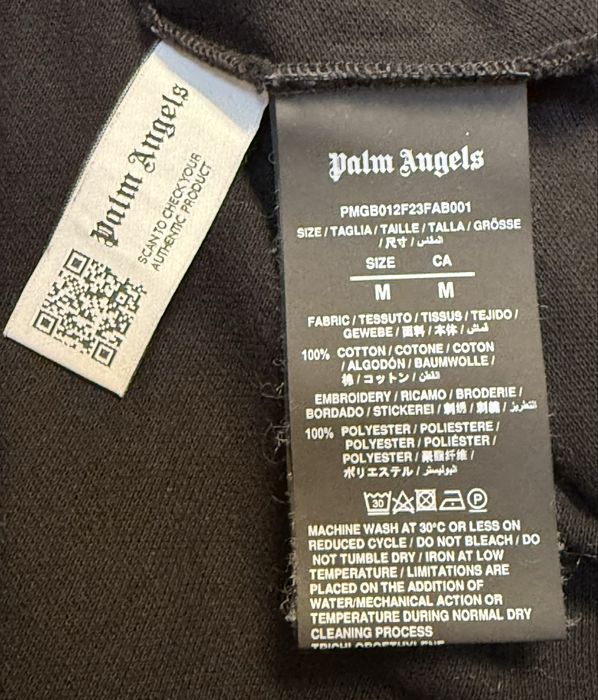 Palm Angels
SCAN TO CHECK YOUR
AUTHENTIC PRODUCT
Palm Angels
PMGB012F23FAB001
SIZE / TAGLIA / TAILLE / TALLA / GRÖSSE
/ 尺寸 / المقاس
SIZE CA
M M
FABRIC / TESSUTO / TISSUS / TEJIDO /
GEWEBE / 面料 / 本体 / قماش
100% COTTON / COTONE / COTON
/ ALGODÓN / BAUMWOLLE /
棉 / コットン / القطن
EMBROIDERY / RICAMO / BRODERIE /
BORDADO / STICKEREI / 刺绣 / 刺繍 / التطريز
100% POLYESTER / POLIESTERE /
POLYESTER / POLIÉSTER /
POLYESTER / 聚酯纤维 /
ポリエステル / البوليستر
30 P
MACHINE WASH AT 30°C OR LESS ON
REDUCED CYCLE / DO NOT BLEACH / DO
NOT TUMBLE DRY / IRON AT LOW
TEMPERATURE / LIMITATIONS ARE
PLACED ON THE ADDITION OF
WATER/MECHANICAL ACTION OR
TEMPERATURE DURING NORMAL DRY
CLEANING PROCESS
TRICHLOROETHYLENE